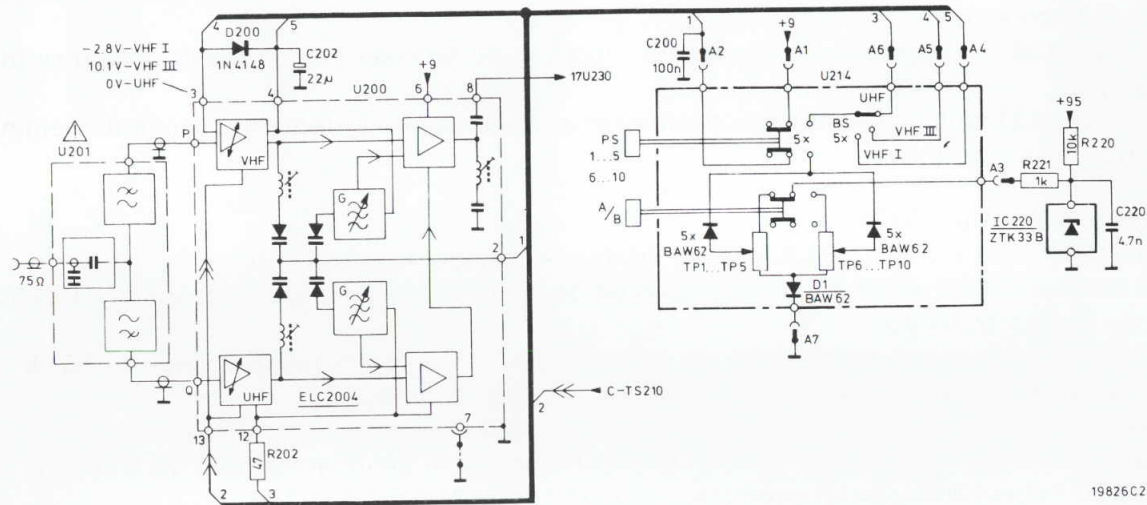 4
5
D200
1N4148
C202
22µ
-2.8V-VHF I
10.1V-VHF III
0V-UHF
3
4
+9
6
8
17U230
U200
U201
P
VHF
G
2
1
75Ω
G
Q
UHF
ELC2004
13
12
7
R202
47
2
3
2
C-TS210
2
C200
100n
A2
+9
A1
3
A6
4
A5
5
A4
U214
UHF
BS
5x
5x
VHF III
VHF I
PS
1...5
6...10
A/B
5x
BAW62
5x
BAW62
TP1...TP5
TP6...TP10
D1
BAW62
A7
+95
10k
R220
A3
R221
1k
IC220
ZTK33B
C220
4.7n
19826C2